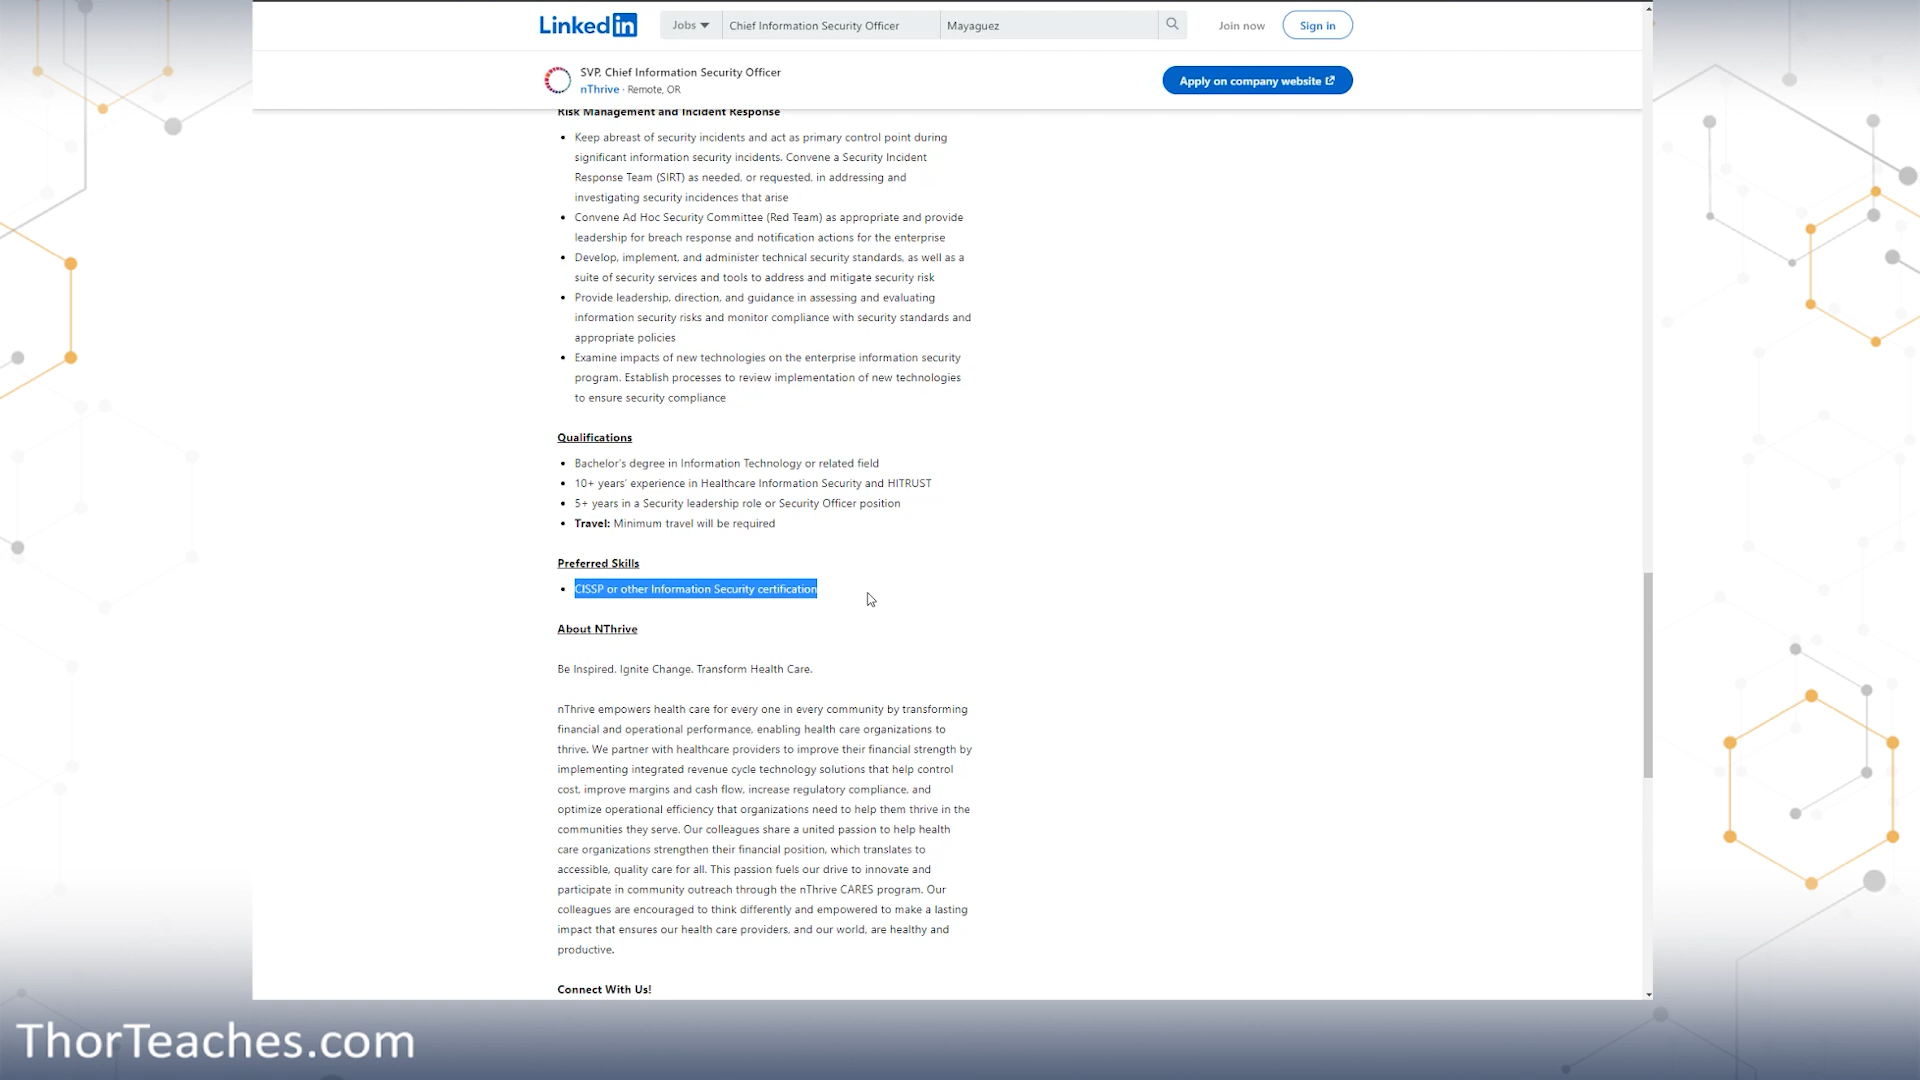 LinkedIn Jobs Chief Information Security Officer Mayaguez Join now Sign in
SVP, Chief Information Security Officer
nThrive · Remote, OR
Apply on company website
Risk Management and Incident Response
• Keep abreast of security incidents and act as primary control point during
significant information security incidents. Convene a Security Incident
Response Team (SIRT) as needed, or requested, in addressing and
investigating security incidences that arise
• Convene Ad Hoc Security Committee (Red Team) as appropriate and provide
leadership for breach response and notification actions for the enterprise
• Develop, implement, and administer technical security standards, as well as a
suite of security services and tools to address and mitigate security risk
• Provide leadership, direction, and guidance in assessing and evaluating
information security risks and monitor compliance with security standards and
appropriate policies
• Examine impacts of new technologies on the enterprise information security
program. Establish processes to review implementation of new technologies
to ensure security compliance
Qualifications
• Bachelor's degree in Information Technology or related field
• 10+ years' experience in Healthcare Information Security and HITRUST
• 5+ years in a Security leadership role or Security Officer position
• Travel: Minimum travel will be required
Preferred Skills
• CISSP or other Information Security certification
About NThrive
Be Inspired. Ignite Change. Transform Health Care.
nThrive empowers health care for every one in every community by transforming
financial and operational performance, enabling health care organizations to
thrive. We partner with healthcare providers to improve their financial strength by
implementing integrated revenue cycle technology solutions that help control
cost, improve margins and cash flow, increase regulatory compliance, and
optimize operational efficiency that organizations need to help them thrive in the
communities they serve. Our colleagues share a united passion to help health
care organizations strengthen their financial position, which translates to
accessible, quality care for all. This passion fuels our drive to innovate and
participate in community outreach through the nThrive CARES program. Our
colleagues are encouraged to think differently and empowered to make a lasting
impact that ensures our health care providers, and our world, are healthy and
productive.
Connect With Us!
ThorTeaches.com